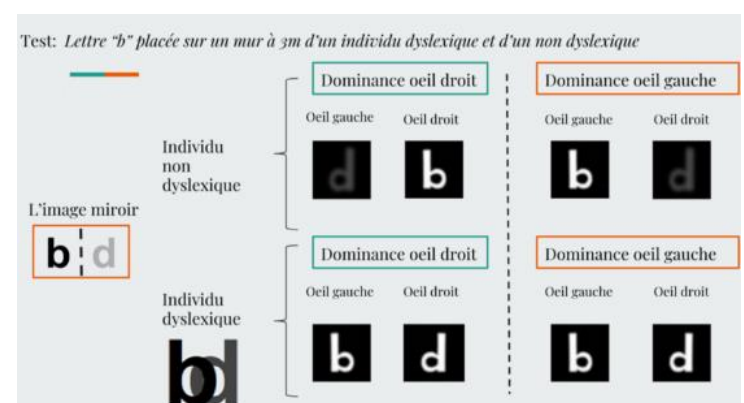 Test: Lettre “b” placée sur un mur à 3m d’un individu dyslexique et d’un non dyslexique
Dominance oeil droit
Dominance oeil gauche
Oeil gauche Oeil droit
Oeil gauche Oeil droit
Individu
non
dyslexique
d b
b d
L’image miroir
b d
Dominance oeil droit
Dominance oeil gauche
Oeil gauche Oeil droit
Oeil gauche Oeil droit
Individu
dyslexique
b d
b d
bd